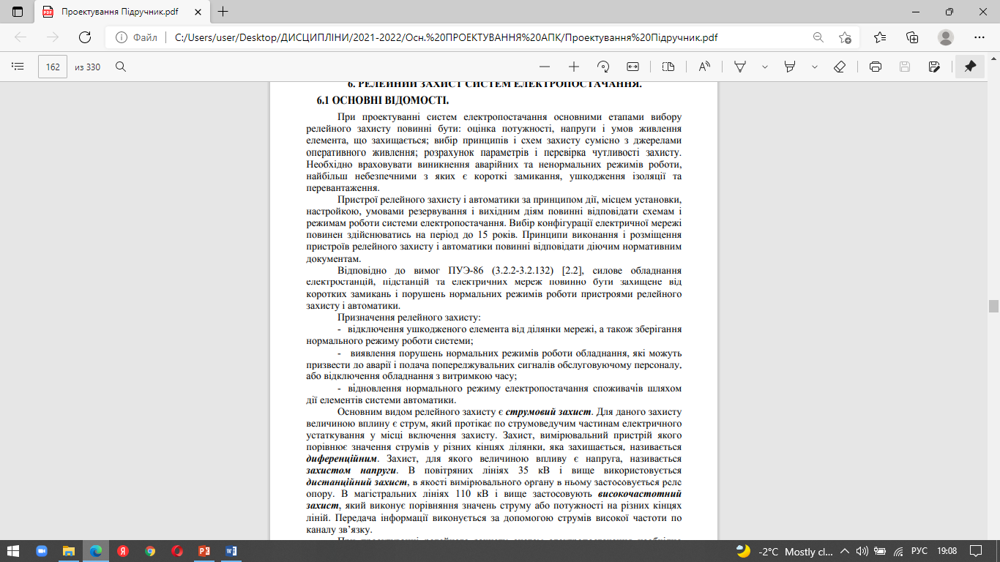 Проектування Підручник.pdf
Файл
C:/Users/user/Desktop/ДИСЦИПЛІНИ/2021-2022/Осн.%20ПРОЕКТУВАННЯ%20АПК/Проектування%20Підручник.pdf
162 из 330
6. РЕЛЕЙНИЙ ЗАХИСТ СИСТЕМ ЕЛЕКТРОПОСТАЧАННЯ.
6.1 ОСНОВНІ ВІДОМОСТІ.
При проектуванні систем електропостачання основними етапами вибору
релейного захисту повинні бути: оцінка потужності, напруги і умов живлення
елемента, що захищається; вибір принципів і схем захисту сумісно з джерелами
оперативного живлення; розрахунок параметрів і перевірка чутливості захисту.
Необхідно враховувати виникнення аварійних та ненормальних режимів роботи,
найбільш небезпечними з яких є короткі замикання, ушкодження ізоляції та
перевантаження.
Пристрої релейного захисту і автоматики за принципом дії, місцем установки,
настройкою, умовами резервування і вихідним діям повинні відповідати схемам і
режимам роботи системи електропостачання. Вибір конфігурації електричної мережі
повинен здійснюватись на період до 15 років. Принципи виконання і розміщення
пристроїв релейного захисту і автоматики повинні відповідати діючим нормативним
документам.
Відповідно до вимог ПУЭ-86 (3.2.2-3.2.132) [2.2], силове обладнання
електростанцій, підстанцій та електричних мереж повинно бути захищене від
коротких замикань і порушень нормальних режимів роботи пристроями релейного
захисту і автоматики.
Призначення релейного захисту:
- відключення ушкодженого елемента від ділянки мережі, а також зберігання
нормального режиму роботи системи;
- виявлення порушень нормальних режимів роботи обладнання, які можуть
призвести до аварії і подача попереджувальних сигналів обслуговуючому персоналу,
або відключення обладнання з витримкою часу;
- відновлення нормального режиму електропостачання споживачів шляхом
дії елементів системи автоматики.
Основним видом релейного захисту є струмовий захист. Для даного захисту
величиною вплину є струм, який протікає по струмоведучим частинам електричного
устаткування у місці включення захисту. Захист, вимірювальний пристрій якого
порівнює значення струмів у різних кінцях ділянки, яка захищається, називається
диференційним. Захист, для якого величиною впливу є напруга, називається
захистом напруги. В повітряних лініях 35 кВ і вище використовується
дистанційний захист, в якості вимірювального органу в ньому застосовується реле
опору. В магістральних лініях 110 кВ і вище застосовують високочастотний
захист, який виконує порівняння значень струму або потужності на різних кінцях
ліній. Передача інформації виконується за допомогою струмів високої частоти по
каналу зв’язку.
-2°C Mostly cl... РУС 19:08